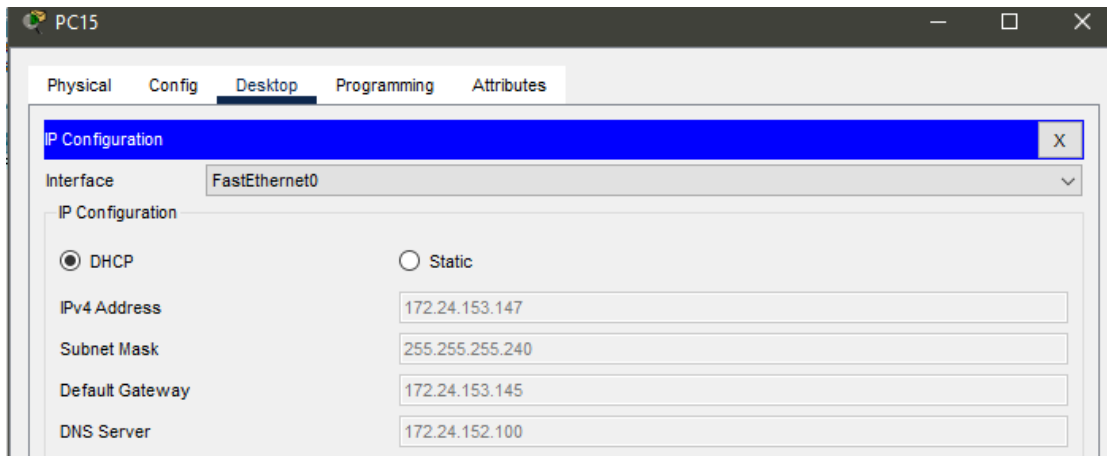 PC15
Physical Config Desktop Programming Attributes
IP Configuration X
Interface FastEthernet0
IP Configuration
DHCP Static
IPv4 Address 172.24.153.147
Subnet Mask 255.255.255.240
Default Gateway 172.24.153.145
DNS Server 172.24.152.100